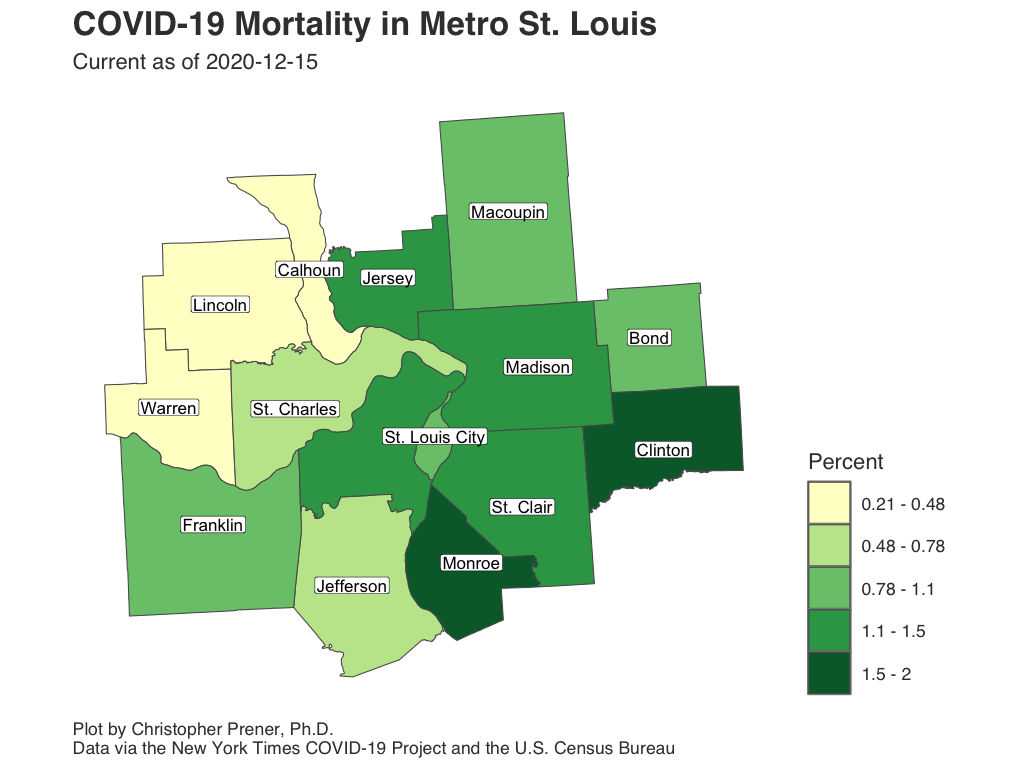 COVID-19 Mortality in Metro St. Louis
Current as of 2020-12-15
Macoupin
Calhoun
Jersey
Lincoln
Bond
Madison
Warren
St. Charles
St. Louis City
Clinton
St. Clair
Franklin
Monroe
Jefferson
Percent
0.21 - 0.48
0.48 - 0.78
0.78 - 1.1
1.1 - 1.5
1.5 - 2
Plot by Christopher Prener, Ph.D.
Data via the New York Times COVID-19 Project and the U.S. Census Bureau